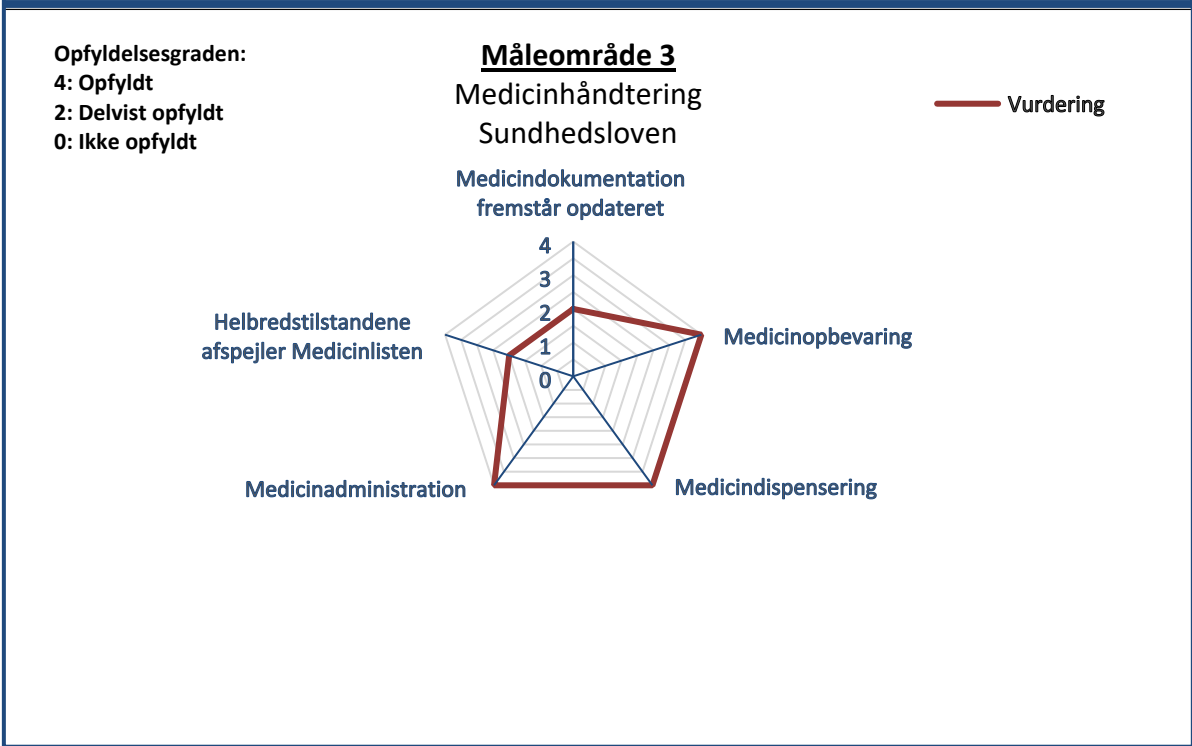 Opfyldelsesgraden:
4: Opfyldt
2: Delvist opfyldt
0: Ikke opfyldt
Måleområde 3
Medicinhåndtering
Sundhedsloven
Vurdering
Medicindokumentation
fremstår opdateret
4
3
2
1
0
Medicinopbevaring
Medicindispensering
Medicinadministration
Helbredstilstandene
afspejler Medicinlisten